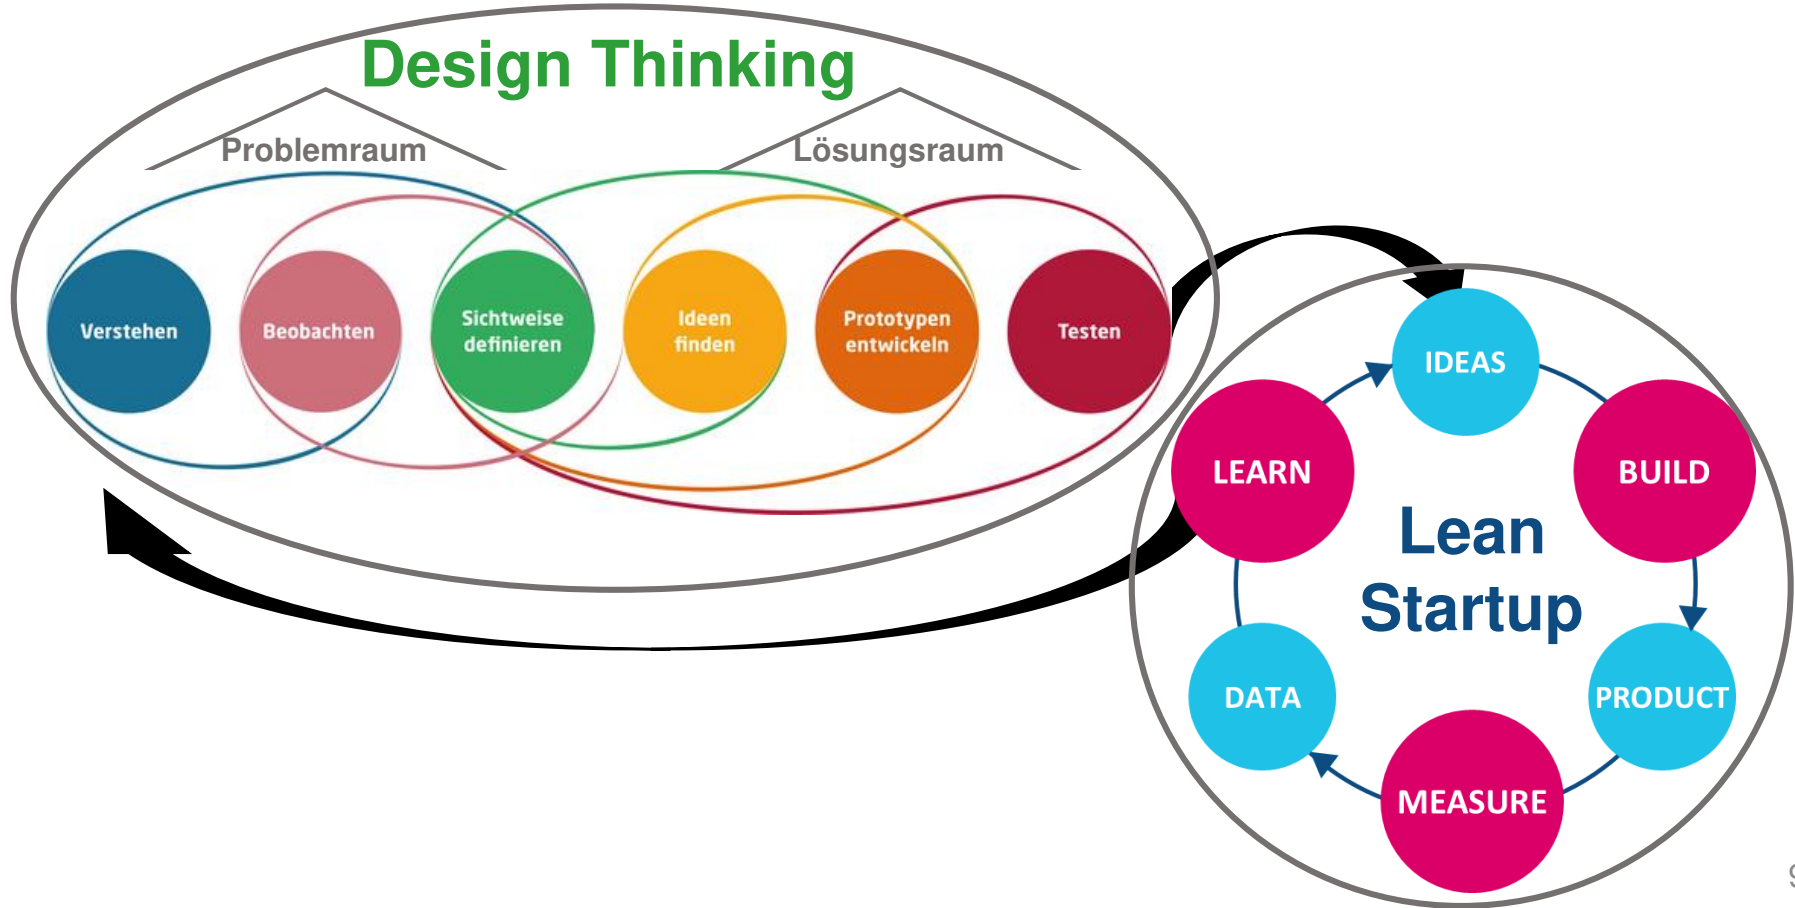 Design Thinking
Problemraum
Lösungsraum
Verstehen
Beobachten
Sichtweise
definieren
Ideen
finden
Prototypen
entwickeln
Testen
IDEAS
LEARN
BUILD
Lean
Startup
DATA
PRODUCT
MEASURE